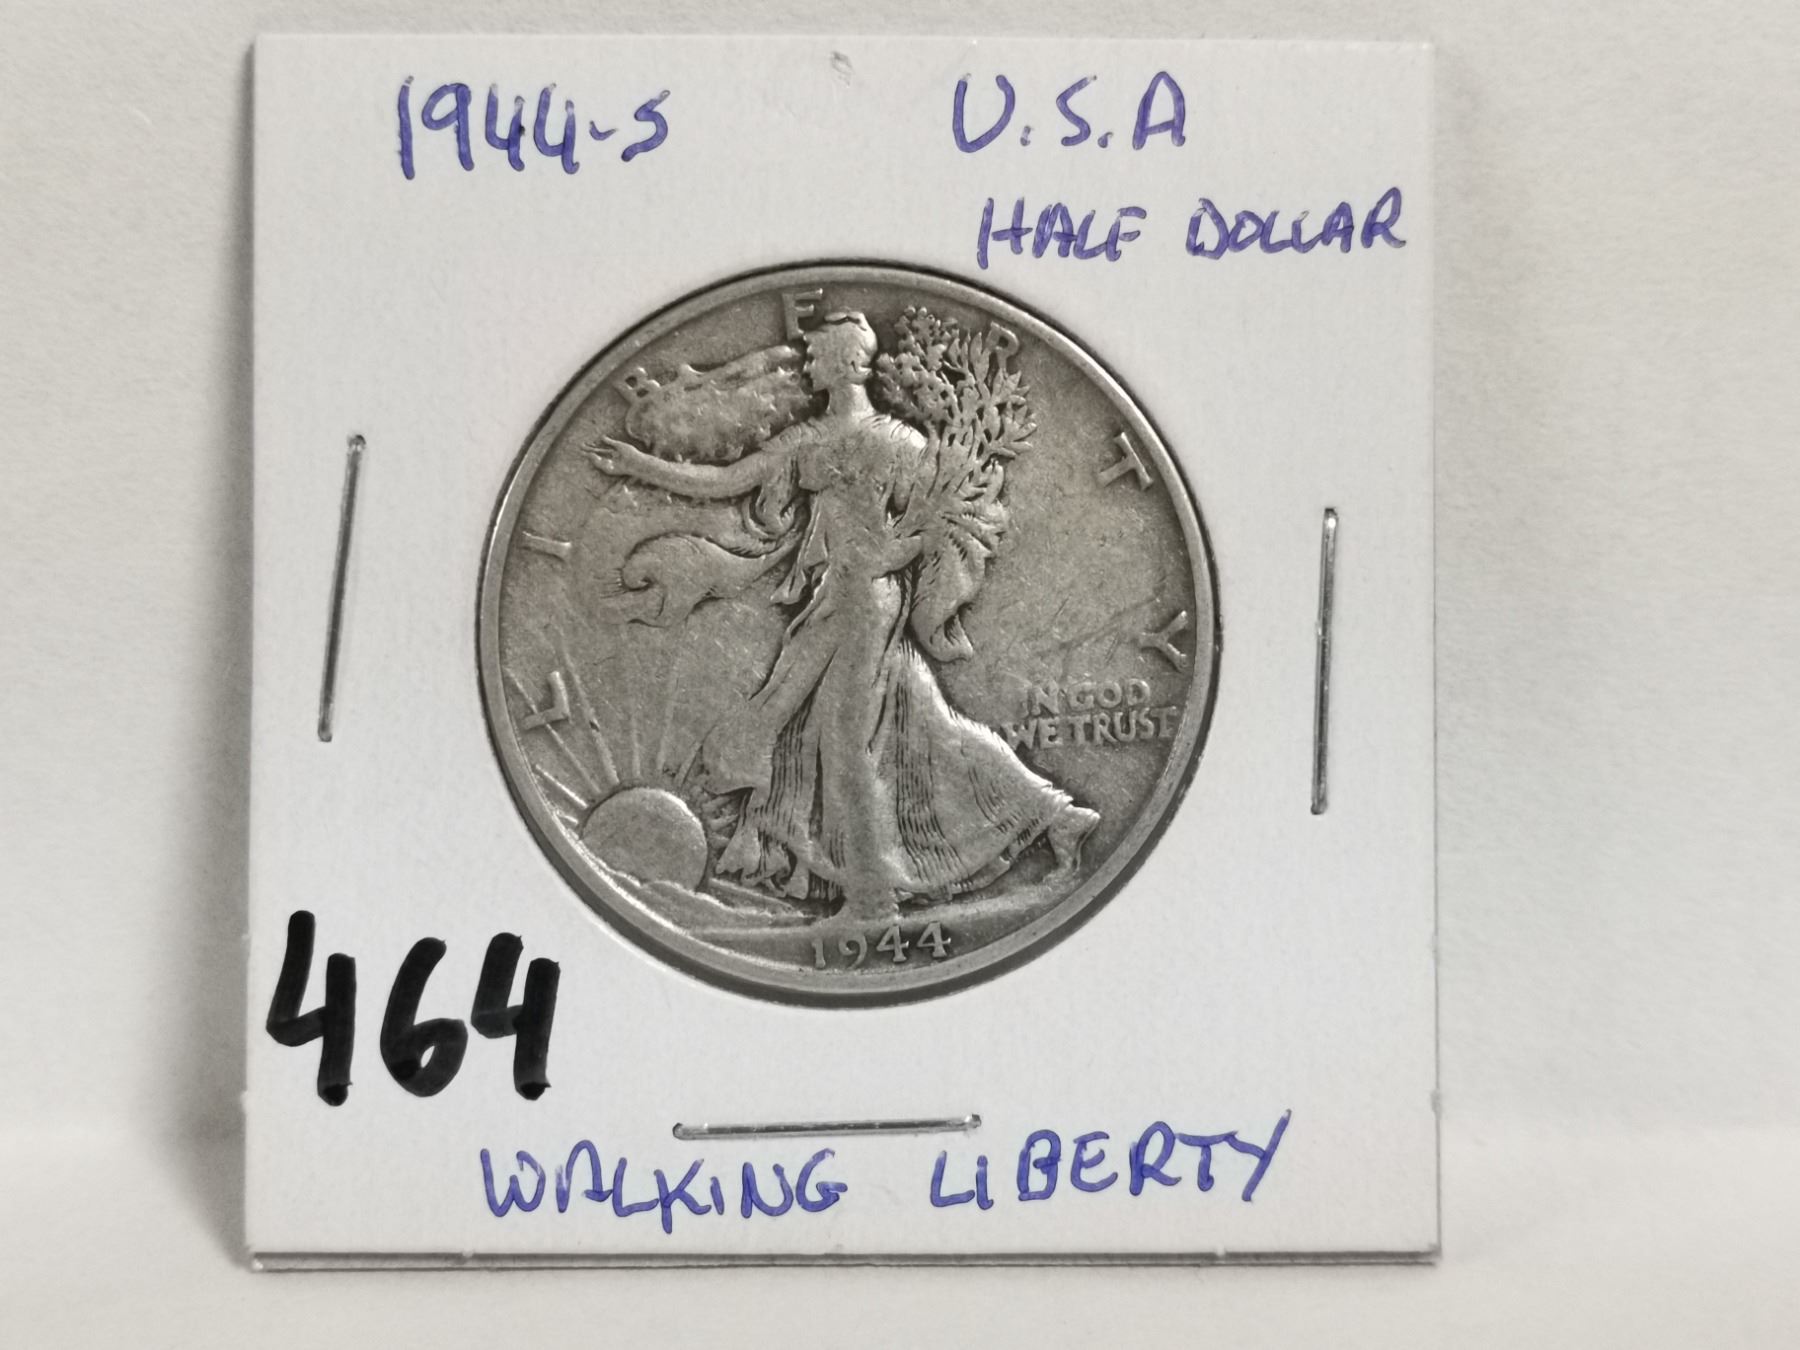 1944-S U.S.A
HALF DOLLAR
LIBERTY
IN GOD
WE TRUST
1944
464
WALKING LIBERTY